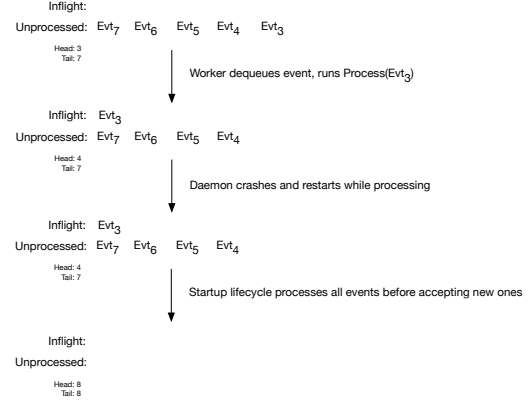 Inflight:
Unprocessed: Evt7 Evt6 Evt5 Evt4 Evt3
Head: 3
Tail: 7
Worker dequeues event, runs Process(Evt3)
Inflight: Evt3
Unprocessed: Evt7 Evt6 Evt5 Evt4
Head: 4
Tail: 7
Daemon crashes and restarts while processing
Inflight: Evt3
Unprocessed: Evt7 Evt6 Evt5 Evt4
Head: 4
Tail: 7
Startup lifecycle processes all events before accepting new ones
Inflight:
Unprocessed:
Head: 8
Tail: 8